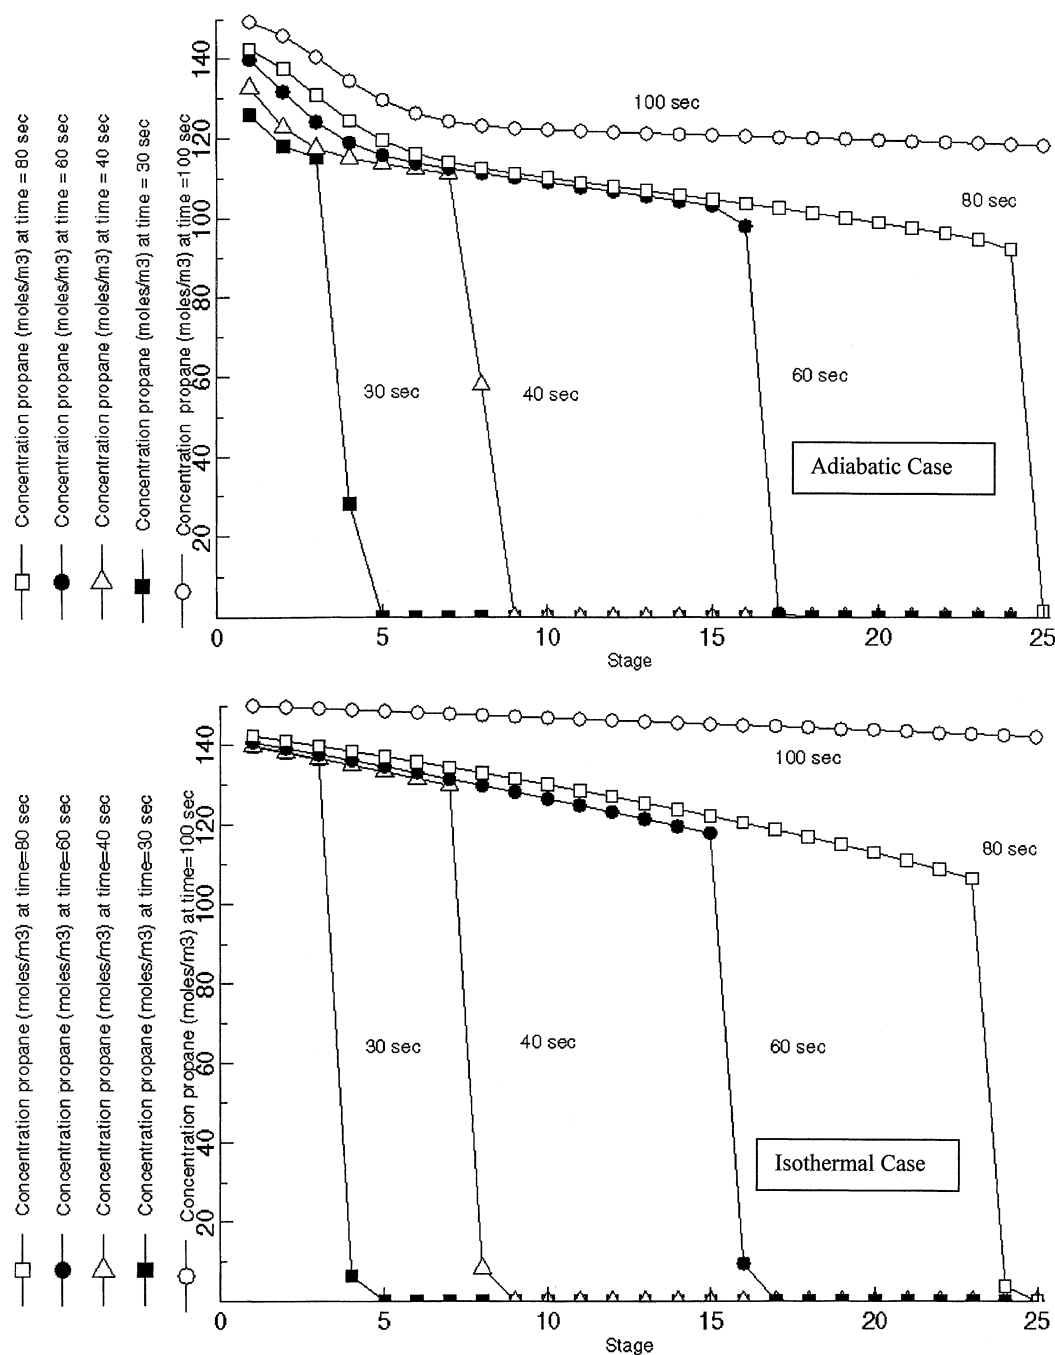 Concentration propane (moles/m3) at time = 80 sec
Concentration propane (moles/m3) at time = 60 sec
Concentration propane (moles/m3) at time = 40 sec
Concentration propane (moles/m3) at time = 30 sec
Concentration propane (moles/m3) at time =100 sec
140
120
100
80
60
40
20
100 sec
80 sec
60 sec
30 sec
40 sec
Adiabatic Case
0
5
10
15
20
25
Stage
Concentration propane (moles/m3) at time=80 sec
Concentration propane (moles/m3) at time=60 sec
Concentration propane (moles/m3) at time=40 sec
Concentration propane (moles/m3) at time=30 sec
Concentration propane (moles/m3) at time=100 sec
140
120
100
80
60
40
20
100 sec
80 sec
30 sec
40 sec
60 sec
Isothermal Case
0
5
10
15
20
25
Stage